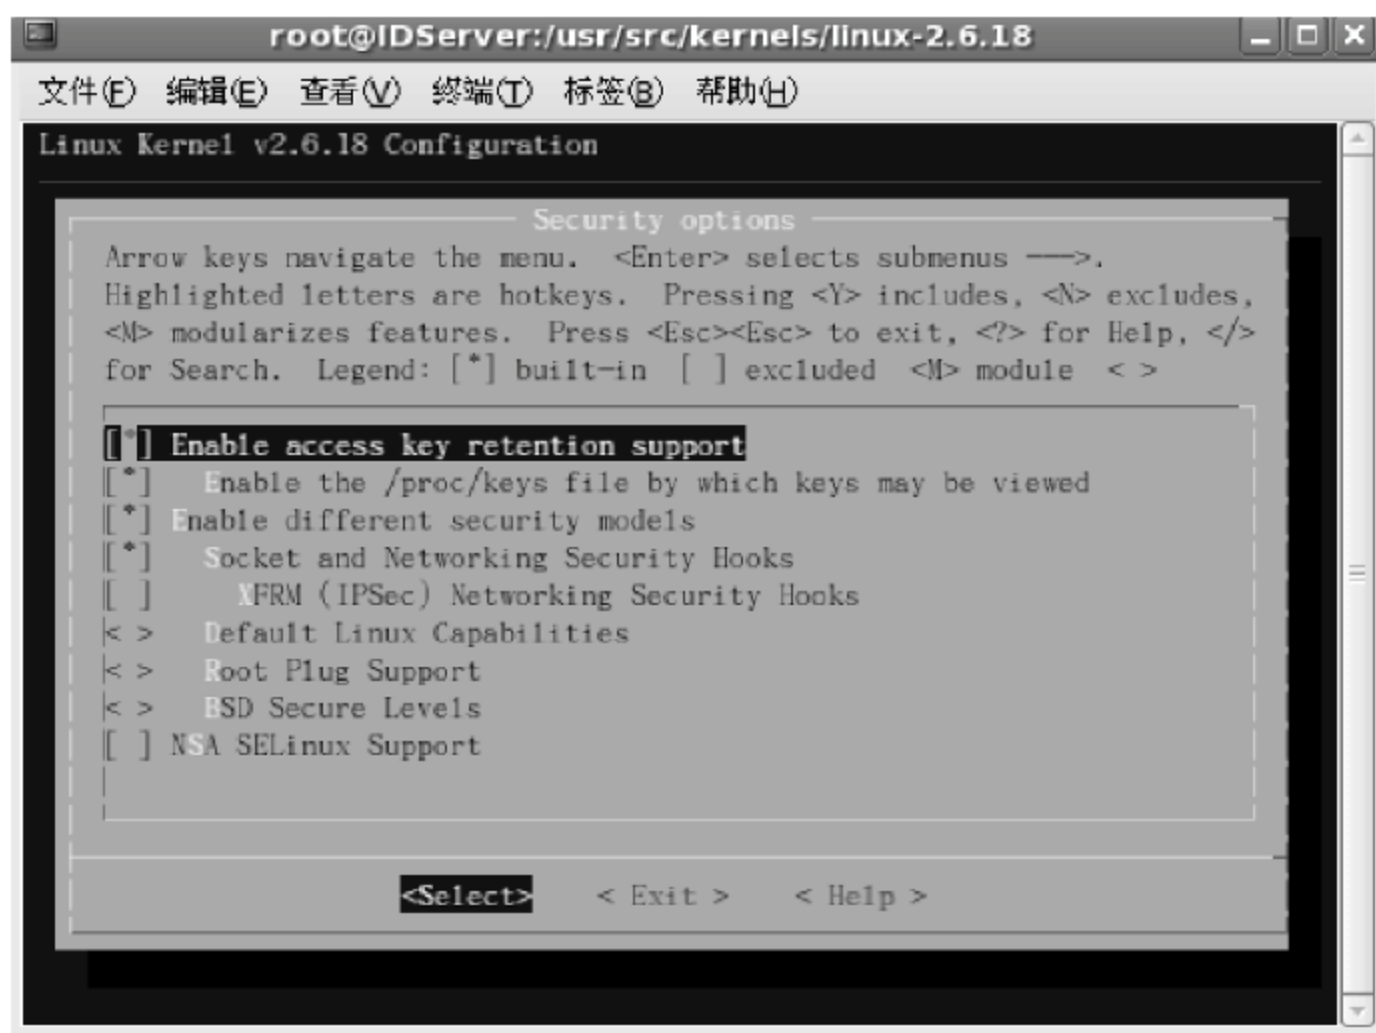 root@IDServer:/usr/src/kernels/linux-2.6.18
文件(F) 编辑(E) 查看(V) 终端(T) 标签(B) 帮助(H)
Linux Kernel v2.6.18 Configuration
Security options
Arrow keys navigate the menu. <Enter> selects submenus --->.
Highlighted letters are hotkeys. Pressing <Y> includes, <N> excludes,
<M> modularizes features. Press <Esc><Esc> to exit, <?> for Help, </>
for Search. Legend: [*] built-in [ ] excluded <M> module < >
[*] Enable access key retention support
[*] Enable the /proc/keys file by which keys may be viewed
[*] Enable different security models
[*] Socket and Networking Security Hooks
[ ] XFRM (IPSec) Networking Security Hooks
< > Default Linux Capabilities
< > Root Plug Support
< > BSD Secure Levels
[ ] NSA SELinux Support
<Select> < Exit > < Help >